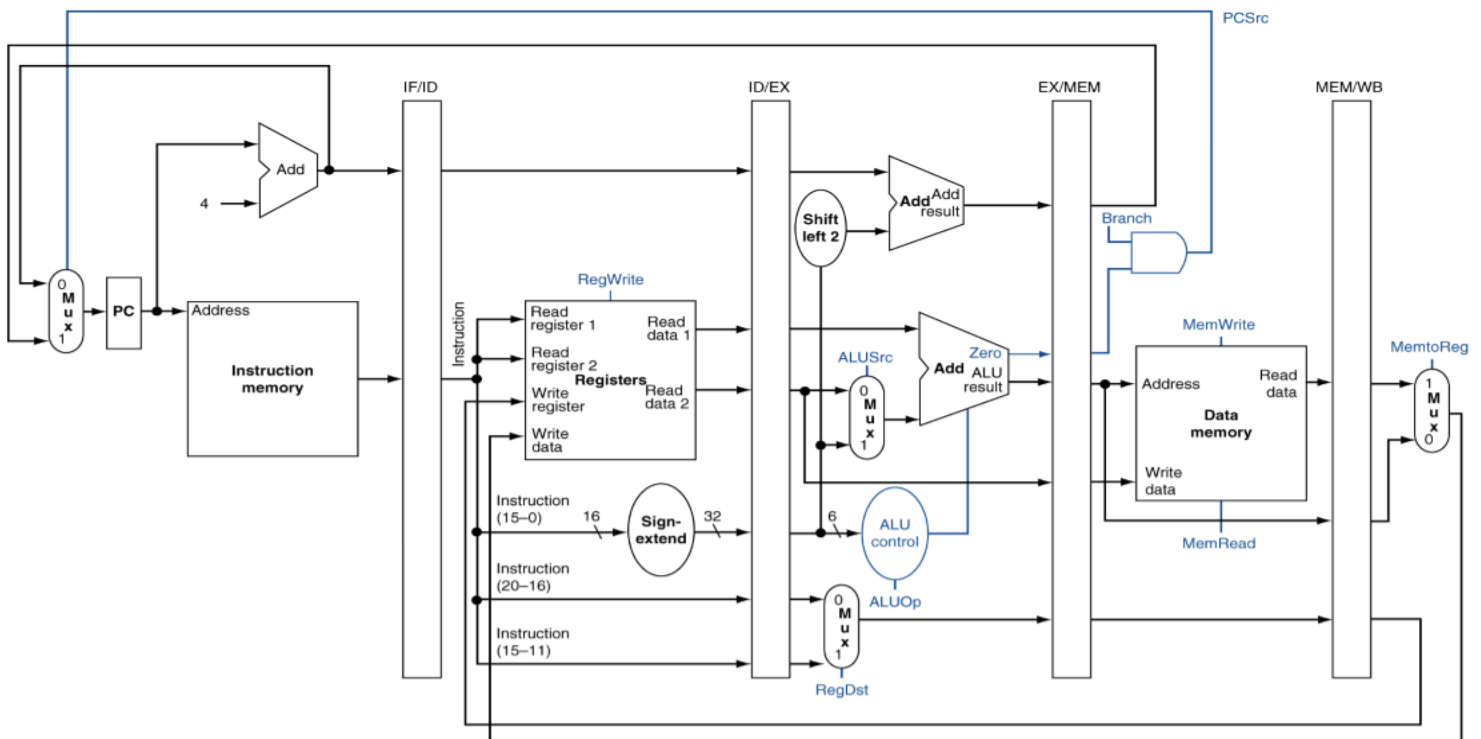 PCSrc
IF/ID
ID/EX
EX/MEM
MEM/WB
Add
4
Shift
left 2
Add
Add
result
Branch
0
M
u
x
1
PC
Address
Instruction
memory
Instruction
RegWrite
Read
register 1
Read
register 2
Registers
Write
register
Write
data
Read
data 1
Read
data 2
ALUSrc
0
M
u
x
1
Add
Zero
ALU
result
MemWrite
Address
Read
data
Data
memory
Write
data
MemRead
MemtoReg
1
M
u
x
0
Instruction
(15–0)
16
Sign-
extend
32
6
ALU
control
ALUOp
Instruction
(20–16)
Instruction
(15–11)
0
M
u
x
1
RegDst